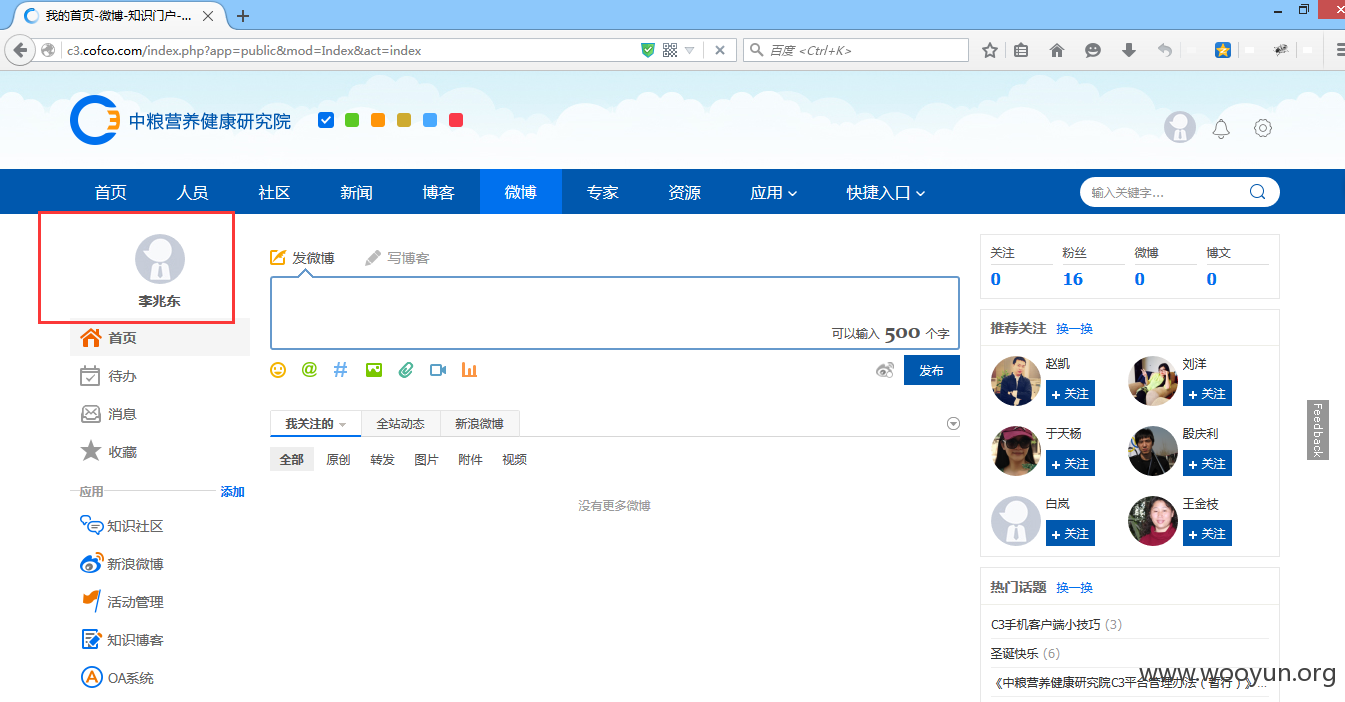 我的首页-微博-知识门户-...
c3.cofco.com/index.php?app=public&mod=Index&act=index
百度 <Ctrl+K>
C3 中粮营养健康研究院
首页 人员 社区 新闻 博客 微博 专家 资源 应用 快捷入口
输入关键字...
李兆东
首页
待办
消息
收藏
应用 添加
知识社区
新浪微博
活动管理
知识博客
OA系统
发微博 写博客
可以输入 500 个字
发布
我关注的 全站动态 新浪微博
全部 原创 转发 图片 附件 视频
没有更多微博
关注 粉丝 微博 博文
0 16 0 0
推荐关注 换一换
赵凯 刘洋
+ 关注 + 关注
于天杨 殷庆利
+ 关注 + 关注
白岚 王金枝
+ 关注 + 关注
热门话题 换一换
C3手机客户端小技巧 (3)
圣诞快乐 (6)
《中粮营养健康研究院C3平台管理办法（暂行）》...
Feedback
www.wooyun.org